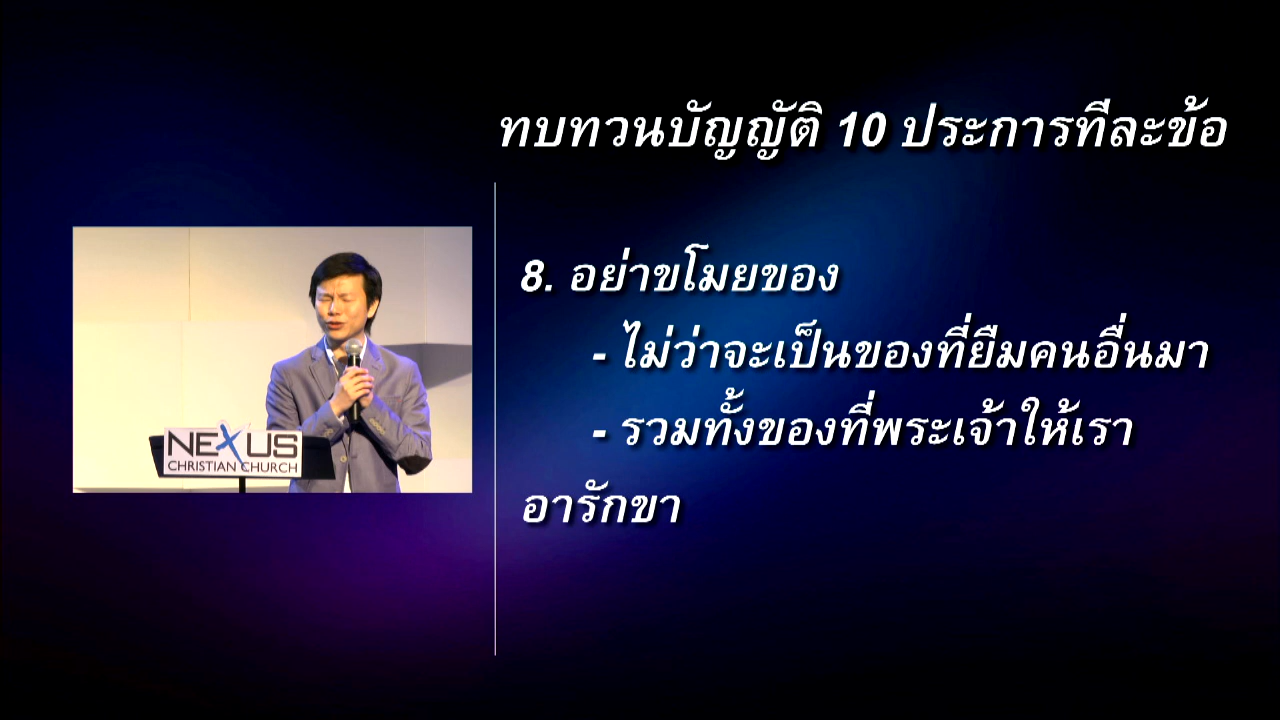 ทบทวนบัญญัติ 10 ประการทีละข้อ
8. อย่าขโมยของ
- ไม่ว่าจะเป็นของที่ยืมคนอื่นมา
- รวมทั้งของที่พระเจ้าให้เรา
อารักขา
NEXUS
CHRISTIAN CHURCH